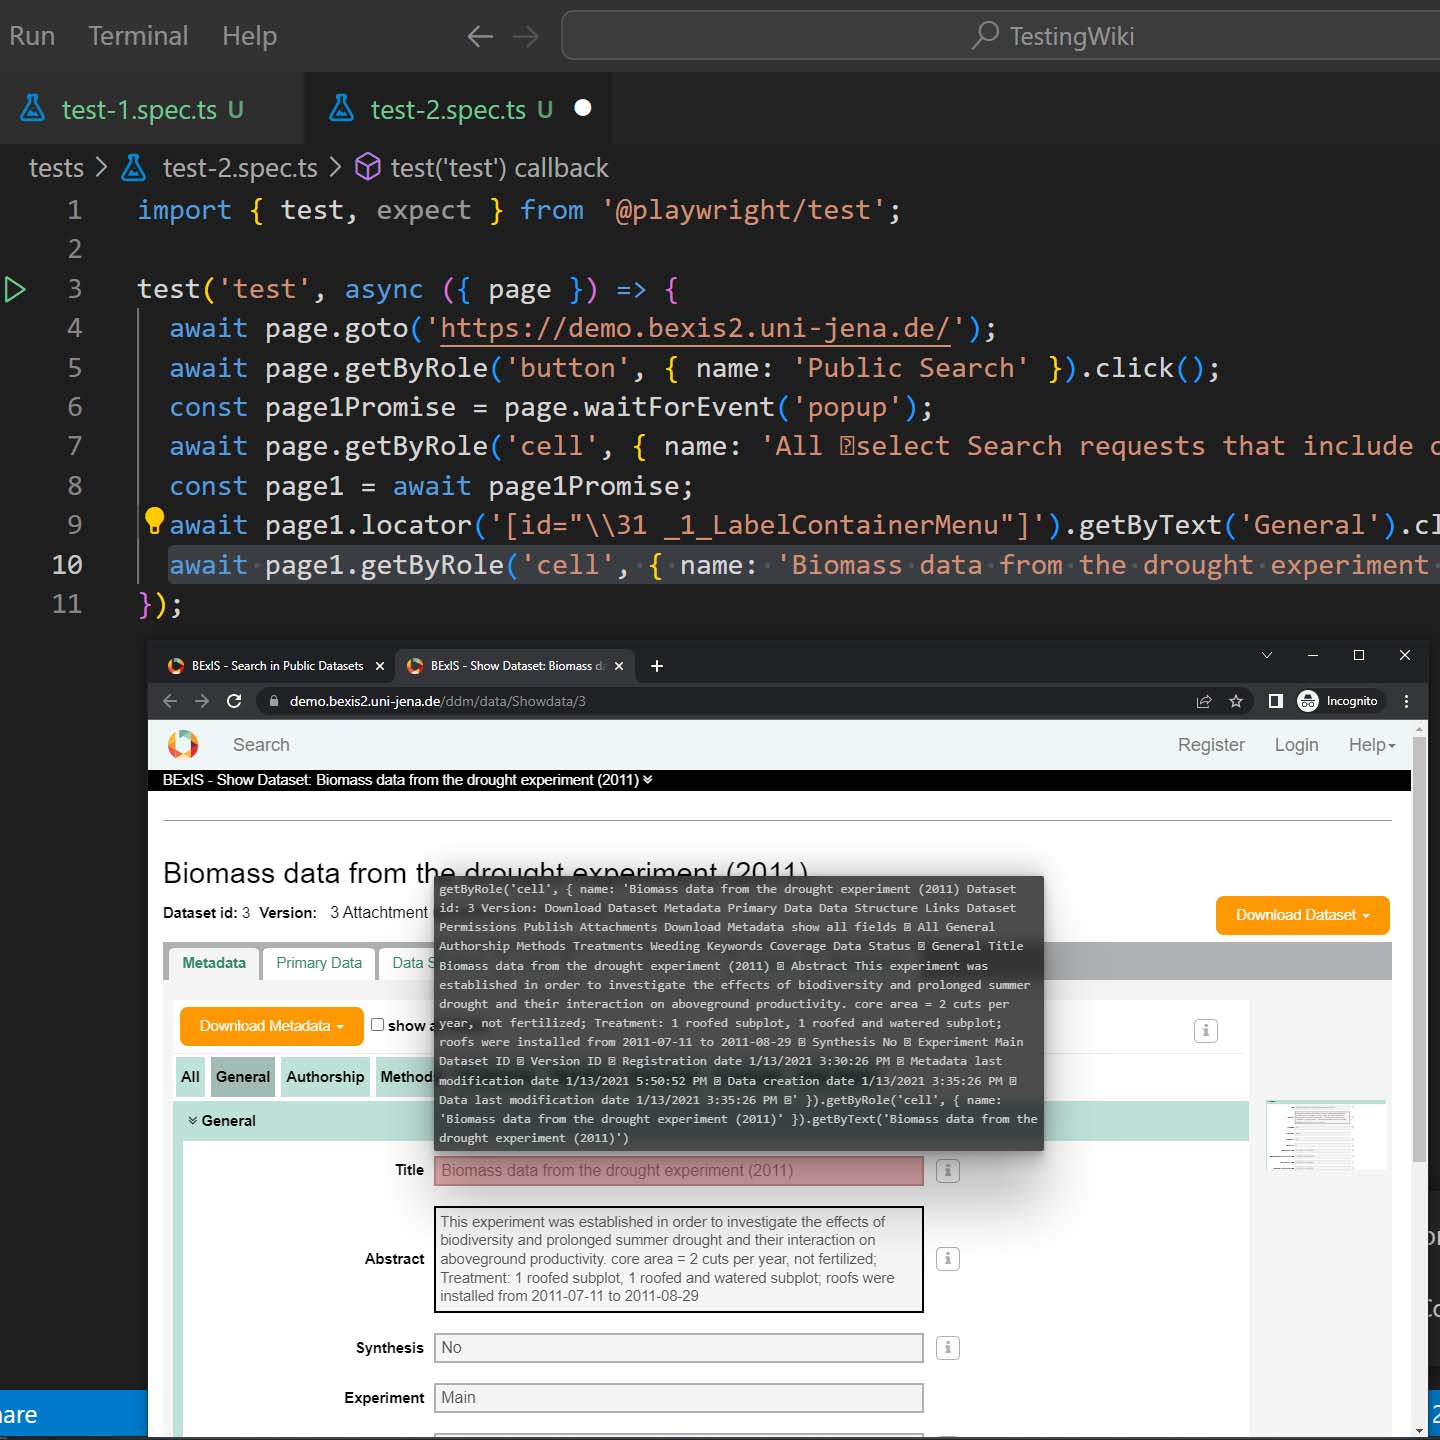 Run Terminal Help TestingWiki
test-1.spec.ts U test-2.spec.ts U
tests > test-2.spec.ts > test('test') callback
1 import { test, expect } from '@playwright/test';
2
3 test('test', async ({ page }) => {
4 await page.goto('https://demo.bexis2.uni-jena.de/');
5 await page.getByRole('button', { name: 'Public Search' }).click();
6 const page1Promise = page.waitForEvent('popup');
7 await page.getByRole('cell', { name: 'All select Search requests that include
8 const page1 = await page1Promise;
9 await page1.locator('[id="\\31 _1_LabelContainerMenu"]').getByText('General').cl
10 await page1.getByRole('cell', { name: 'Biomass data from the drought experiment
11 });
BExIS - Search in Public Datasets BExIS - Show Dataset: Biomass d
demo.bexis2.uni-jena.de/ddm/data/Showdata/3 Incognito
Search Register Login Help
BExIS - Show Dataset: Biomass data from the drought experiment (2011)
Biomass data from the drought experiment (2011)
getByRole('cell', { name: 'Biomass data from the drought experiment (2011) Dataset
id: 3 Version: Download Dataset Metadata Primary Data Data Structure Links Dataset
Permissions Publish Attachments Download Metadata show all fields All General
Authorship Methods Treatments Weeding Keywords Coverage Data Status General Title
Biomass data from the drought experiment (2011) Abstract This experiment was
established in order to investigate the effects of biodiversity and prolonged summer
drought and their interaction on aboveground productivity. core area = 2 cuts per
year, not fertilized; Treatment: 1 roofed subplot, 1 roofed and watered subplot;
roofs were installed from 2011-07-11 to 2011-08-29 Synthesis No Experiment Main
Dataset ID Version ID Registration date 1/13/2021 3:30:26 PM Metadata last
modification date 1/13/2021 5:50:52 PM Data creation date 1/13/2021 3:35:26 PM
Data last modification date 1/13/2021 3:35:26 PM ' }).getByRole('cell', { name:
'Biomass data from the drought experiment (2011)' }).getByText('Biomass data from the
drought experiment (2011)')
Dataset id: 3 Version: 3 Attachment
Download Dataset
Metadata Primary Data Data S
Download Metadata show a
All General Authorship Method
General
Title Biomass data from the drought experiment (2011)
Abstract
This experiment was established in order to investigate the effects of
biodiversity and prolonged summer drought and their interaction on
aboveground productivity. core area = 2 cuts per year, not fertilized;
Treatment: 1 roofed subplot, 1 roofed and watered subplot; roofs were
installed from 2011-07-11 to 2011-08-29
Synthesis No
Experiment Main
are